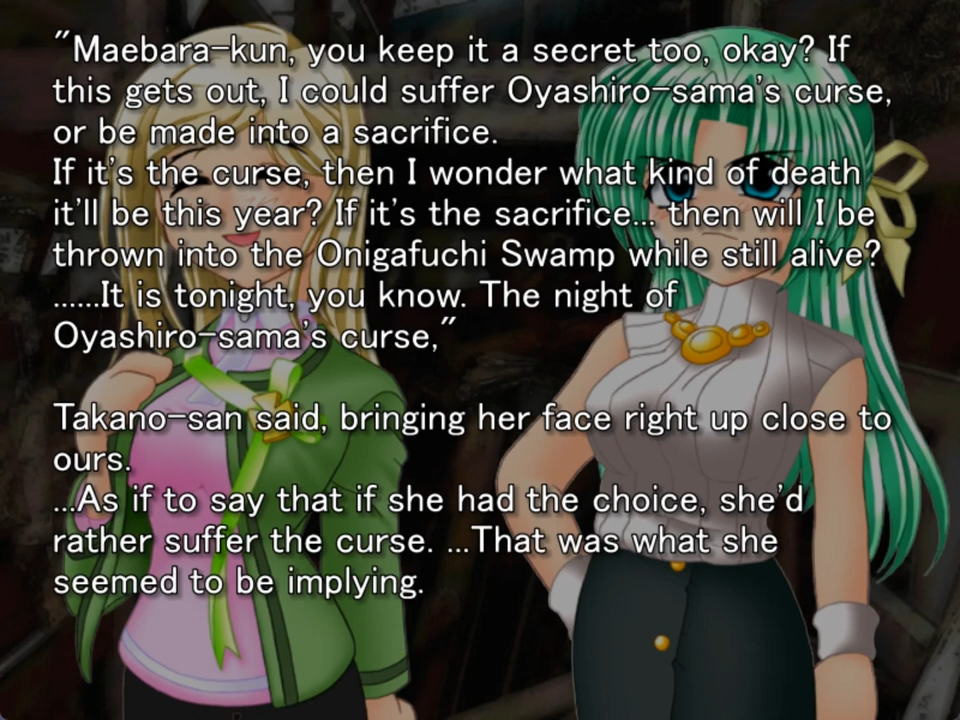 "Maebara-kun, you keep it a secret too, okay? If
this gets out, I could suffer Oyashiro-sama's curse,
or be made into a sacrifice.
If it's the curse, then I wonder what kind of death
it'll be this year? If it's the sacrifice... then will I be
thrown into the Onigafuchi Swamp while still alive?
......It is tonight, you know. The night of
Oyashiro-sama's curse,"
Takano-san said, bringing her face right up close to
ours.
...As if to say that if she had the choice, she'd
rather suffer the curse. ...That was what she
seemed to be implying.